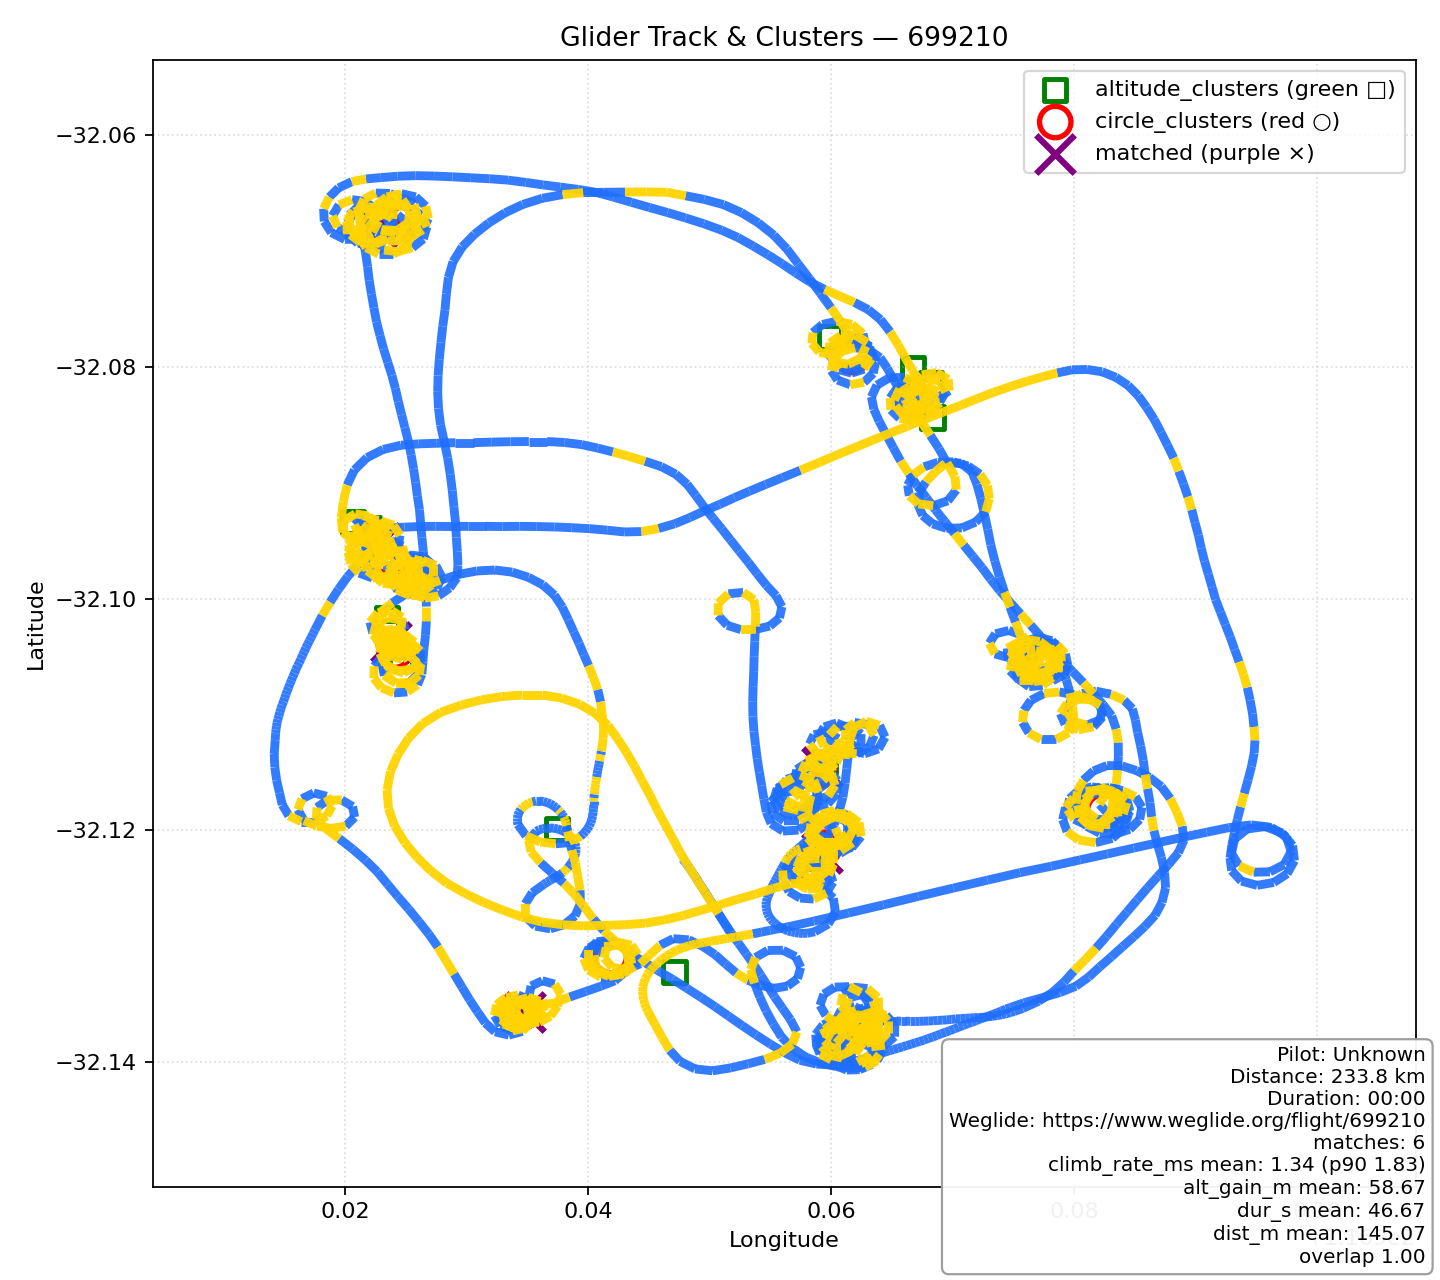 Glider Track & Clusters — 699210
altitude_clusters (green □)
circle_clusters (red ○)
matched (purple ×)
−32.06
−32.08
−32.10
−32.12
−32.14
Latitude
0.02
0.04
0.06
0.08
Longitude
Pilot: Unknown
Distance: 233.8 km
Duration: 00:00
Weglide: https://www.weglide.org/flight/699210
matches: 6
climb_rate_ms mean: 1.34 (p90 1.83)
alt_gain_m mean: 58.67
dur_s mean: 46.67
dist_m mean: 145.07
overlap 1.00